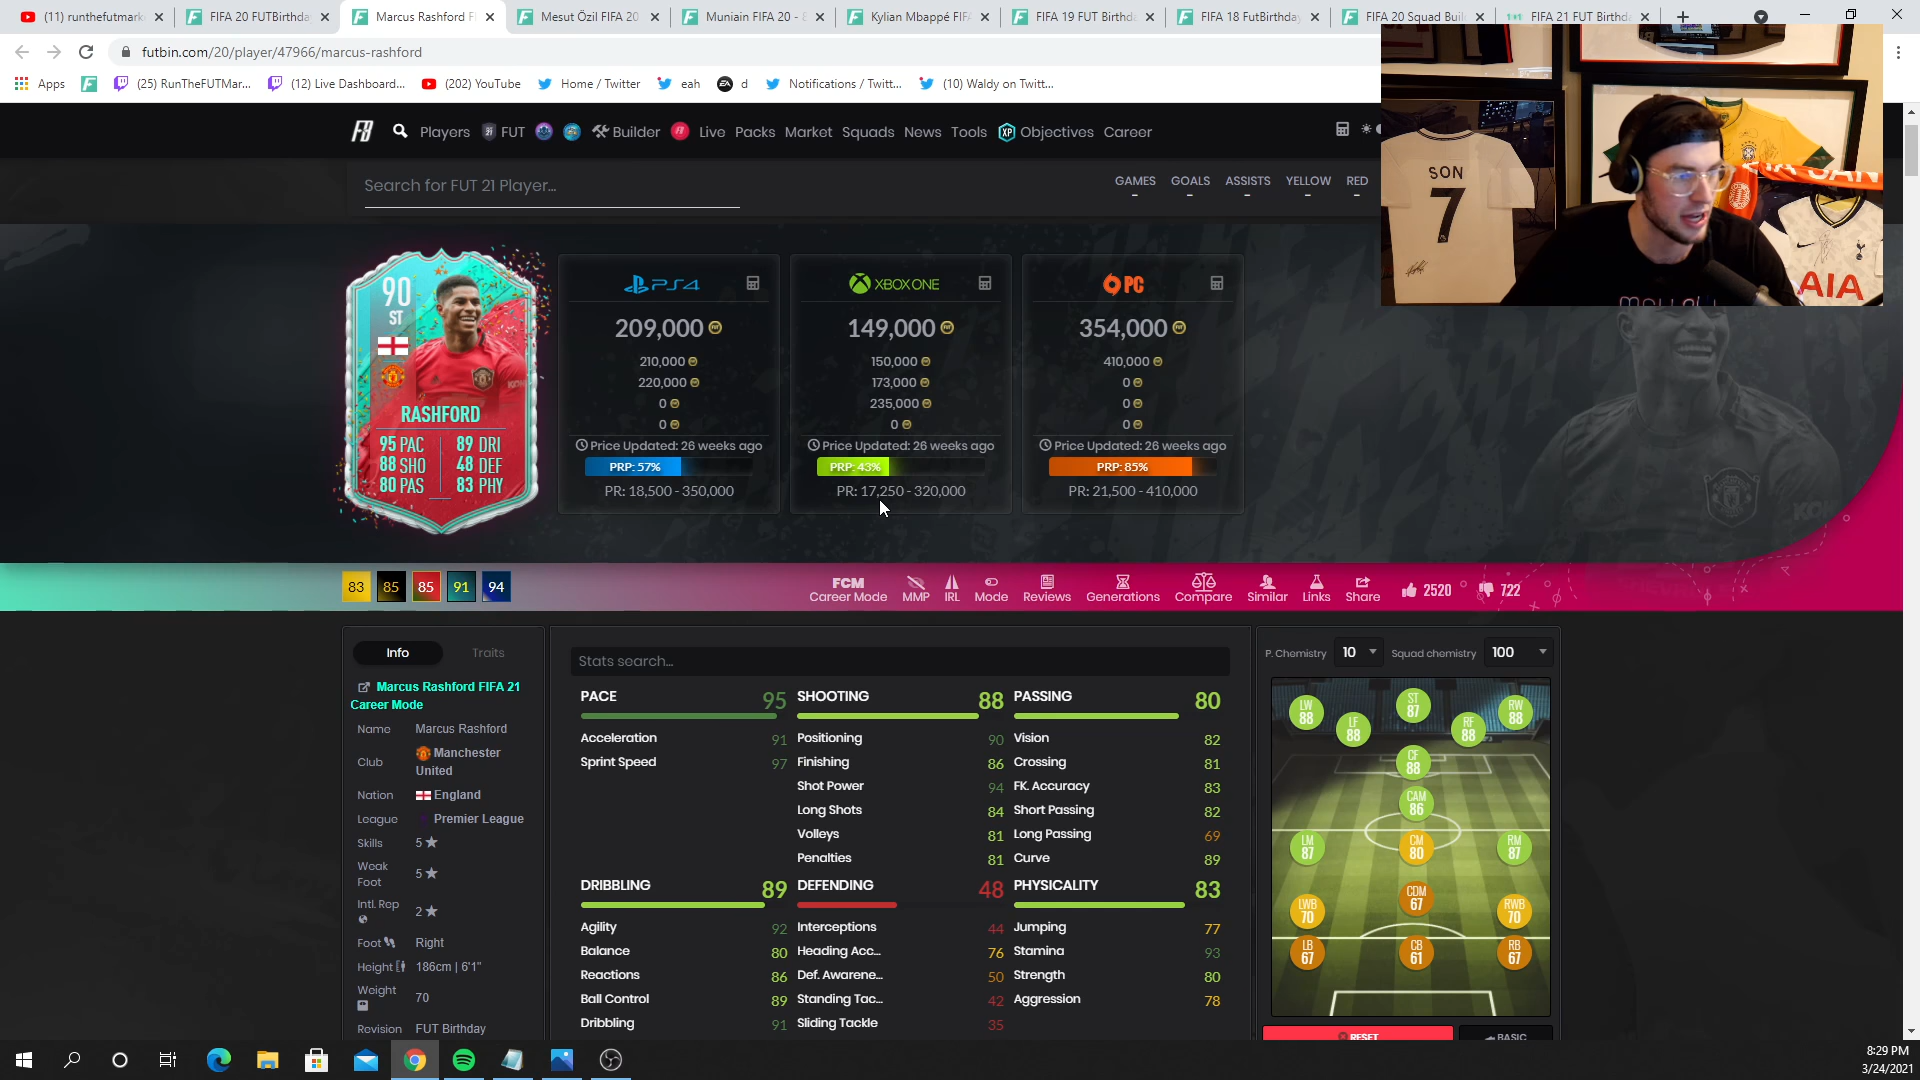 (11) runthefutmark
FIFA 20 FUTBirthda
Marcus Rashford F
Mesut Özil FIFA 20
Muniain FIFA 20 - 8
Kylian Mbappé FIF
FIFA 19 FUT Birthd
FIFA 18 FutBirthday
FIFA 20 Squad Buil
FIFA 21 FUT Birthd
futbin.com/20/player/47966/marcus-rashford
Apps
(25) RunTheFUTMar...
(12) Live Dashboard...
(202) YouTube
Home / Twitter
eah
d
Notifications / Twitt...
(10) Waldy on Twitt...
Players FUT Builder Live Packs Market Squads News Tools Objectives Career
Search for FUT 21 Player...
GAMES GOALS ASSISTS YELLOW RED
- - - - -
SON
7
AIA
90
ST
RASHFORD
95 PAC 89 DRI
88 SHO 48 DEF
80 PAS 83 PHY
PS4
209,000
210,000
220,000
0
0
Price Updated: 26 weeks ago
PRP: 57%
PR: 18,500 - 350,000
XBOX ONE
149,000
150,000
173,000
235,000
0
Price Updated: 26 weeks ago
PRP: 43%
PR: 17,250 - 320,000
PC
354,000
410,000
0
0
0
Price Updated: 26 weeks ago
PRP: 85%
PR: 21,500 - 410,000
83 85 85 91 94
FCM
Career Mode MMP IRL Mode Reviews Generations Compare Similar Links Share 2520 722
Info Traits
Marcus Rashford FIFA 21
Career Mode
Name Marcus Rashford
Club Manchester United
Nation England
League Premier League
Skills 5
Weak Foot 5
Intl. Rep 2
Foot Right
Height 186cm | 6'1"
Weight 70
Revision FUT Birthday
Stats search...
PACE 95
Acceleration 91
Sprint Speed 97
SHOOTING 88
Positioning 90
Finishing 86
Shot Power 94
Long Shots 84
Volleys 81
Penalties 81
PASSING 80
Vision 82
Crossing 81
FK. Accuracy 83
Short Passing 82
Long Passing 69
Curve 89
DRIBBLING 89
Agility 92
Balance 80
Reactions 86
Ball Control 89
Dribbling 91
DEFENDING 48
Interceptions 44
Heading Acc... 76
Def. Awarene... 50
Standing Tac... 42
Sliding Tackle 35
PHYSICALITY 83
Jumping 77
Stamina 93
Strength 80
Aggression 78
P. Chemistry 10 Squad chemistry 100
LW 88
ST 87
RW 88
LF 88
RF 88
CF 88
CAM 86
LM 87
CM 80
RM 87
CDM 67
LWB 70
RWB 70
LB 67
CB 61
RB 67
RESET
BASIC
8:29 PM
3/24/2021